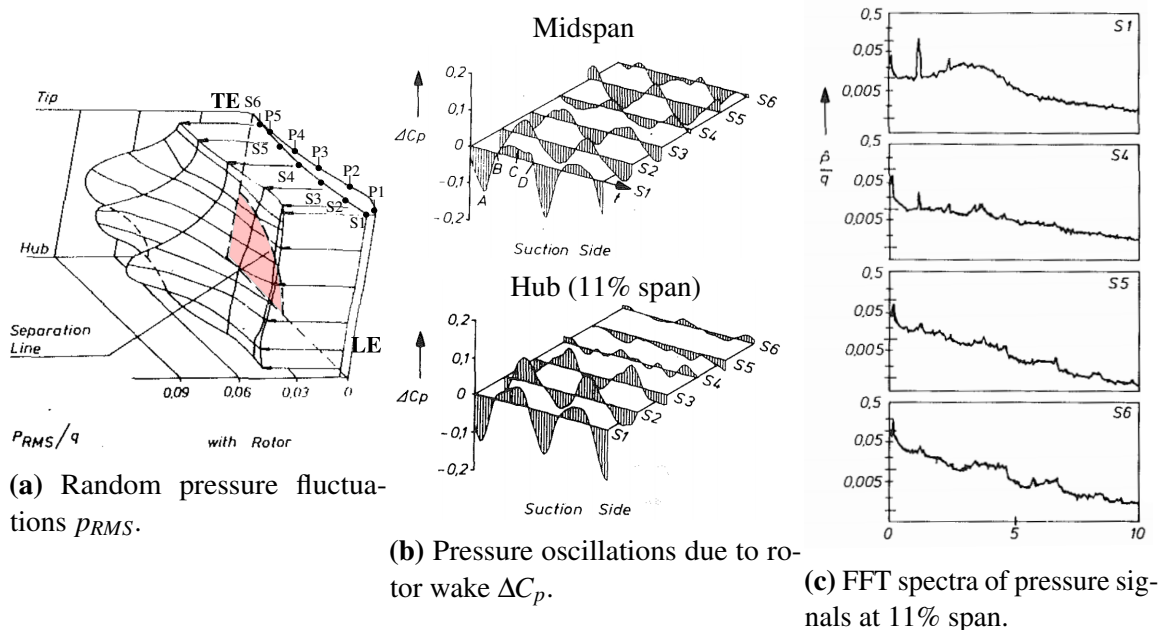 Tip
TE
S6
P5
S5
P4
S4
P3
S3
P2
S2
P1
S1
Hub
Separation
Line
LE
0,09
0,06
0,03
0
PRMS/q
with Rotor
(a) Random pressure fluctua-
tions pRMS.
Midspan
0,2
0,1
0
-0,1
-0,2
ΔCp
A
B
C
D
t
S1
S2
S3
S4
S5
S6
Suction Side
Hub (11% span)
0,2
0,1
0
-0,1
-0,2
ΔCp
S1
S2
S3
S4
S5
S6
Suction Side
(b) Pressure oscillations due to ro-
tor wake ΔCp.
0,5
0,05
0,005
S1
p̂/q
0,5
0,005
S4
0,5
0,05
0,005
S5
0,5
0,05
0,005
S6
0
5
10
(c) FFT spectra of pressure sig-
nals at 11% span.